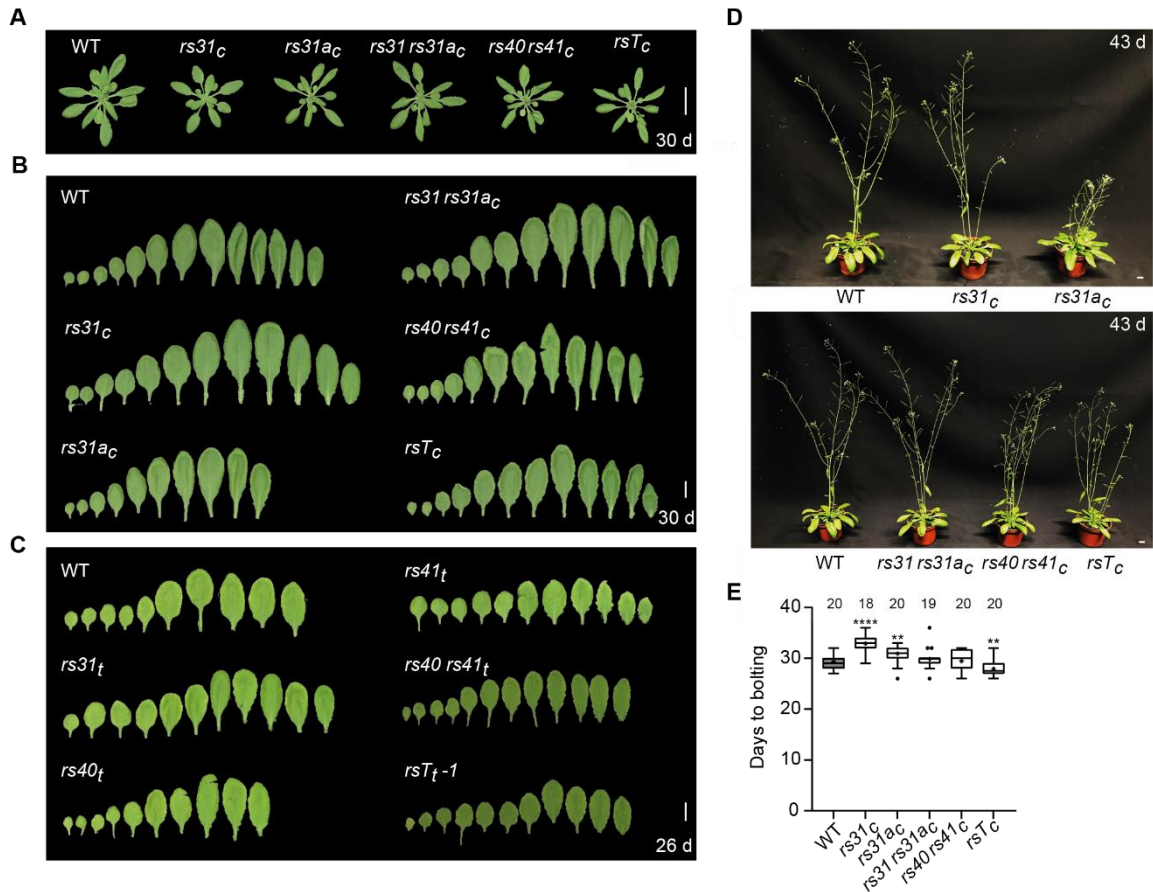 A
WT rs31c rs31ac rs31 rs31ac rs40 rs41c rsTc
30 d
B
WT
rs31c
rs31ac
rs31 rs31ac
rs40 rs41c
rsTc
30 d
C
WT
rs31t
rs40t
rs41t
rs40 rs41t
rsTt -1
26 d
D
43 d
WT rs31c rs31ac
43 d
WT rs31 rs31ac rs40 rs41c rsTc
E
20 18 20 19 20 20
**** ** **
Days to bolting
40
30
20
10
0
WT
rs31c
rs31ac
rs31 rs31ac
rs40 rs41c
rsTc